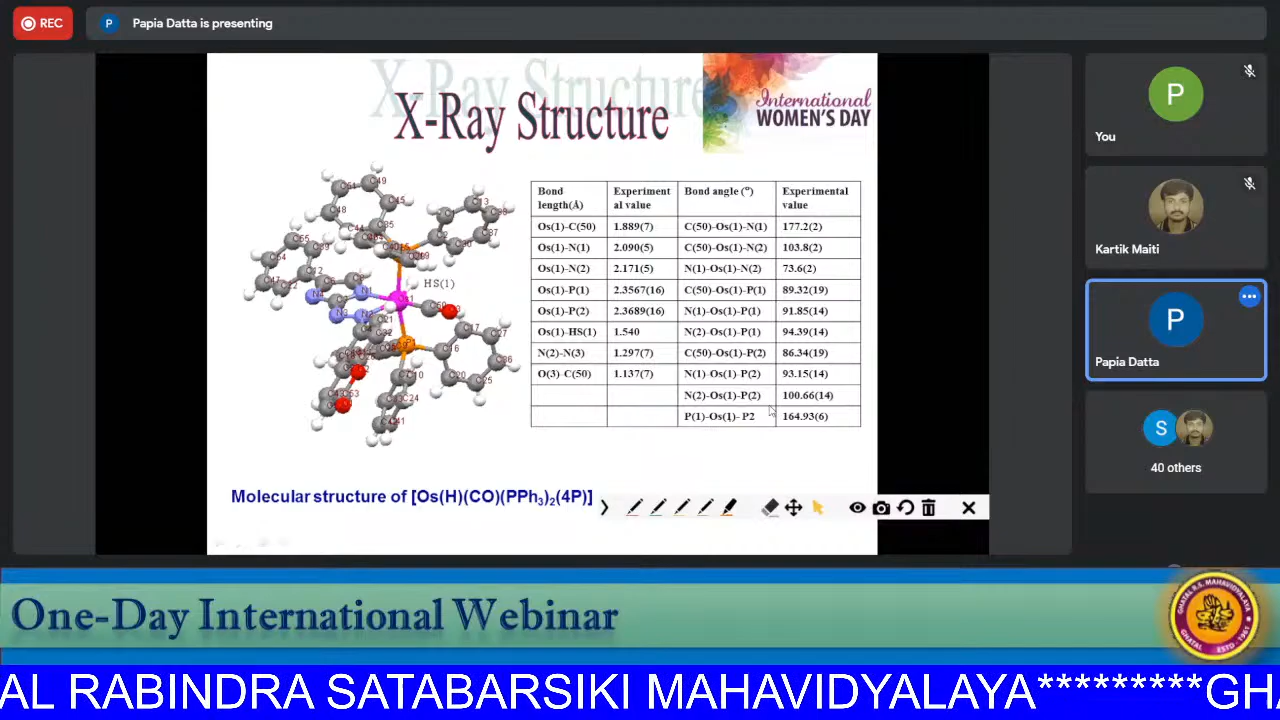 REC
P
Papia Datta is presenting
X-Ray Structure
International
WOMEN'S DAY
Bond length(Å) Experiment al value Bond angle (°) Experimental value
Os(1)-C(50) 1.889(7) C(50)-Os(1)-N(1) 177.2(2)
Os(1)-N(1) 2.090(5) C(50)-Os(1)-N(2) 103.8(2)
Os(1)-N(2) 2.171(5) N(1)-Os(1)-N(2) 73.6(2)
Os(1)-P(1) 2.3567(16) C(50)-Os(1)-P(1) 89.32(19)
Os(1)-P(2) 2.3689(16) N(1)-Os(1)-P(1) 91.85(14)
Os(1)-HS(1) 1.540 N(2)-Os(1)-P(1) 94.39(14)
N(2)-N(3) 1.297(7) C(50)-Os(1)-P(2) 86.34(19)
O(3)-C(50) 1.137(7) N(1)-Os(1)-P(2) 93.15(14)
N(2)-Os(1)-P(2) 100.66(14)
P(1)-Os(1)- P2 164.93(6)
HS(1)
Molecular structure of [Os(H)(CO)(PPh₃)₂(4P)]
P
You
Kartik Maiti
P
Papia Datta
S
40 others
One-Day International Webinar
GHATAL R.S. MAHAVIDYALAYA
GHATAL
ESTD - 1961
AL RABINDRA SATABARSIKI MAHAVIDYALAYA*********GHA